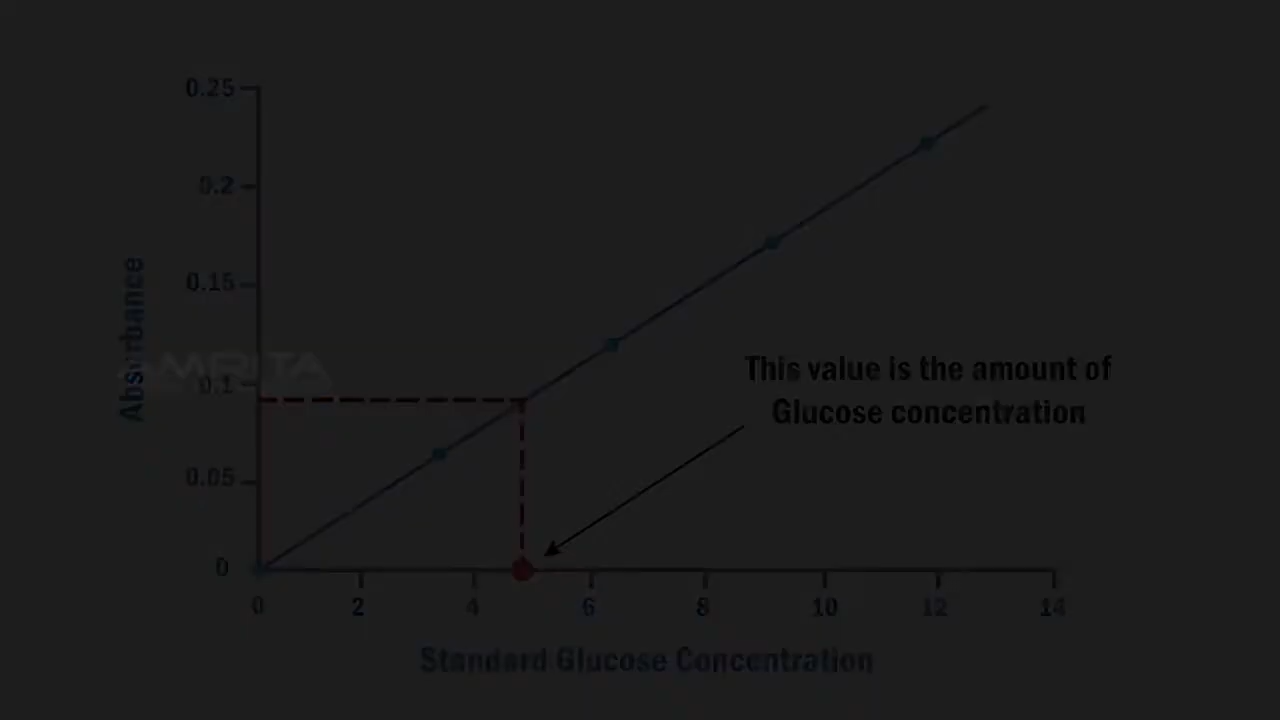 0.25
0.2
0.15
0.1
0.05
0
Absorbance
AMRITA
This value is the amount of
Glucose concentration
0 2 4 6 8 10 12 14
Standard Glucose Concentration